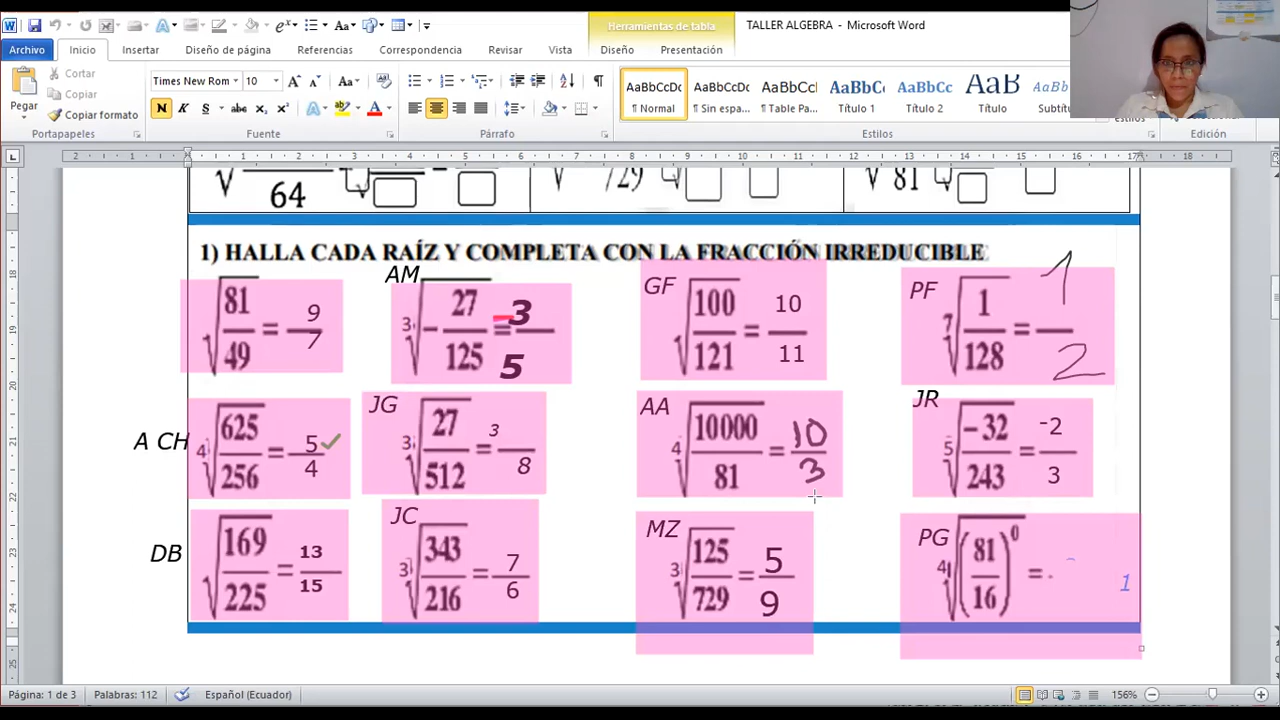 TALLER ALGEBRA - Microsoft Word
Herramientas de tabla
Archivo Inicio Insertar Diseño de página Referencias Correspondencia Revisar Vista Diseño Presentación
Pegar
Cortar
Copiar
Copiar formato
Times New Rom 10
AaBbCcDc AaBbCcDc AaBbCc AaBbC AaBbCc AaB
¶ Normal ¶ Sin espa... ¶ Table Pa... Título 1 Título 2 Título
Portapapeles Fuente Párrafo Estilos Edición
64 729 81
1) HALLA CADA RAÍZ Y COMPLETA CON LA FRACCIÓN IRREDUCIBLE
√(81/49) = 9/7
AM ³√(-27/125) = -3/5
GF √(100/121) = 10/11
PF ⁷√(1/128) = 1/2
A CH ⁴√(625/256) = 5/4 ✓
JG ³√(27/512) = 3/8
AA ⁴√(10000/81) = 10/3
JR ⁵√(-32/243) = -2/3
DB √(169/225) = 13/15
JC ³√(343/216) = 7/6
MZ ³√(125/729) = 5/9
PG ⁴√(81/16)⁰ = 1
Página: 1 de 3 Palabras: 112 Español (Ecuador) 156%